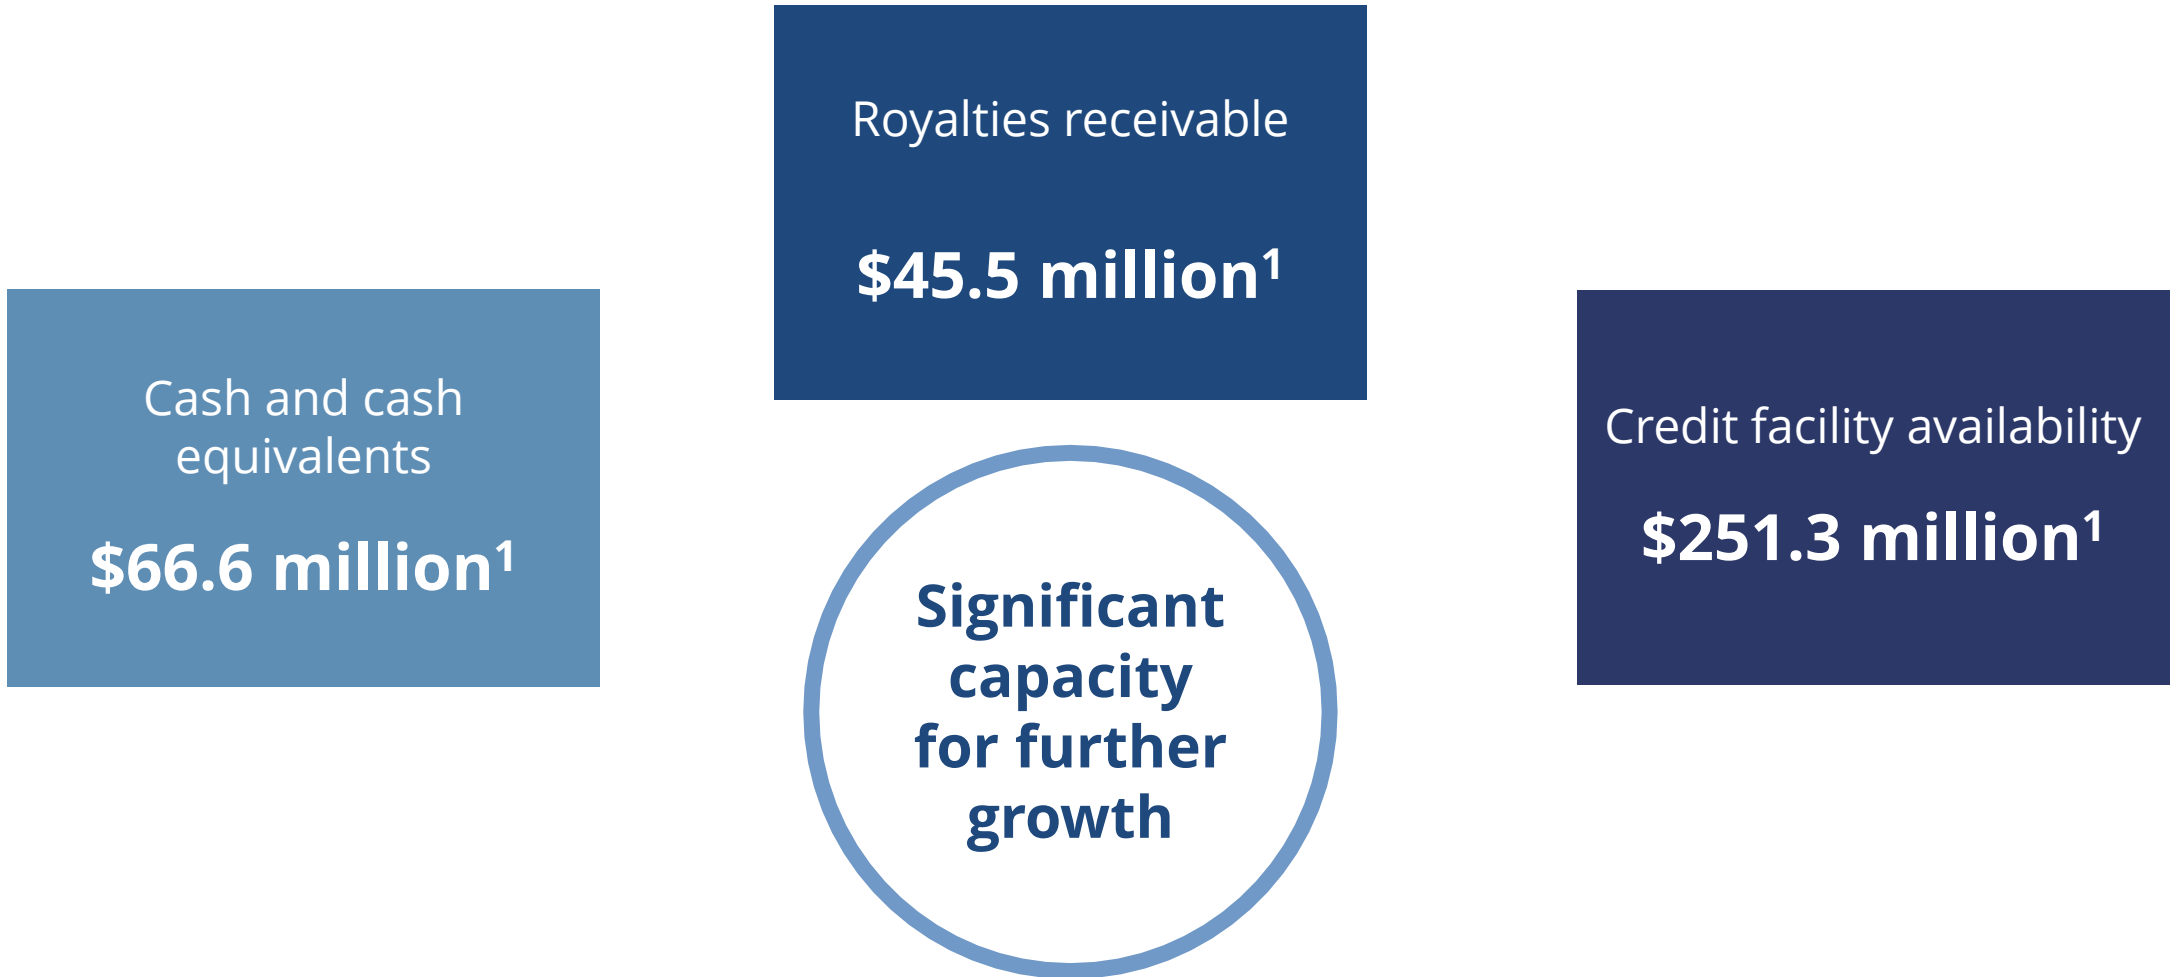 Royalties receivable
$45.5 million¹
Cash and cash
equivalents
$66.6 million¹
Credit facility availability
$251.3 million¹
Significant
capacity
for further
growth